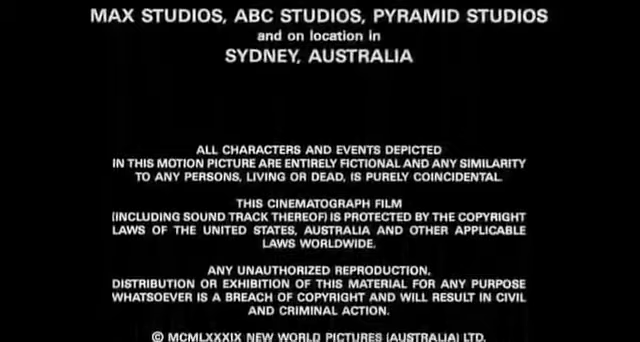 MAX STUDIOS, ABC STUDIOS, PYRAMID STUDIOS
and on location in
SYDNEY, AUSTRALIA
ALL CHARACTERS AND EVENTS DEPICTED
IN THIS MOTION PICTURE ARE ENTIRELY FICTIONAL AND ANY SIMILARITY
TO ANY PERSONS, LIVING OR DEAD, IS PURELY COINCIDENTAL.
THIS CINEMATOGRAPH FILM
(INCLUDING SOUND TRACK THEREOF) IS PROTECTED BY THE COPYRIGHT
LAWS OF THE UNITED STATES, AUSTRALIA AND OTHER APPLICABLE
LAWS WORLDWIDE.
ANY UNAUTHORIZED REPRODUCTION,
DISTRIBUTION OR EXHIBITION OF THIS MATERIAL FOR ANY PURPOSE
WHATSOEVER IS A BREACH OF COPYRIGHT AND WILL RESULT IN CIVIL
AND CRIMINAL ACTION.
© MCMLXXXIX NEW WORLD PICTURES (AUSTRALIA) LTD.